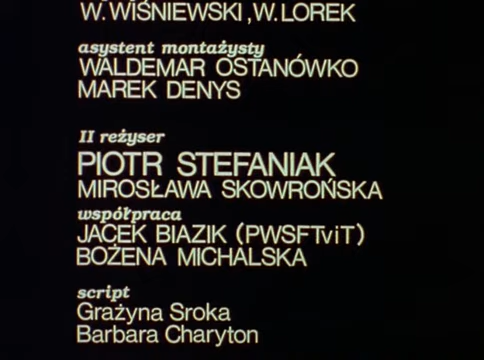 W. WIŚNIEWSKI, W. LOREK
asystent montażysty
WALDEMAR OSTANÓWKO
MAREK DENYS
II reżyser
PIOTR STEFANIAK
MIROSŁAWA SKOWROŃSKA
współpraca
JACEK BIAZIK (PWSFTviT)
BOŻENA MICHALSKA
script
Grażyna Sroka
Barbara Charyton